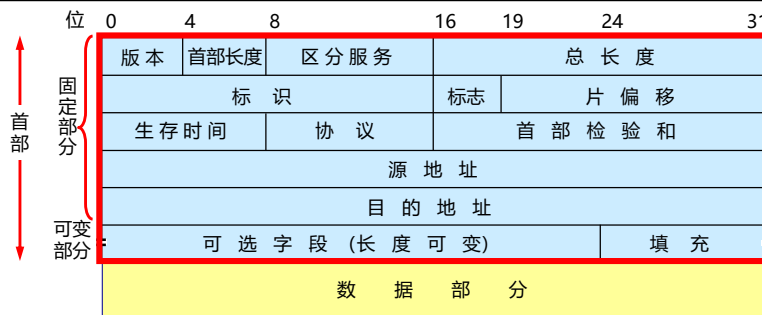 位 0 4 8 16 19 24 31
版本 首部长度 区分服务 总长度
标识 标志 片偏移
生存时间 协议 首部检验和
源地址
目的地址
可选字段 (长度可变) 填充
数据部分
首部
固定部分
可变部分